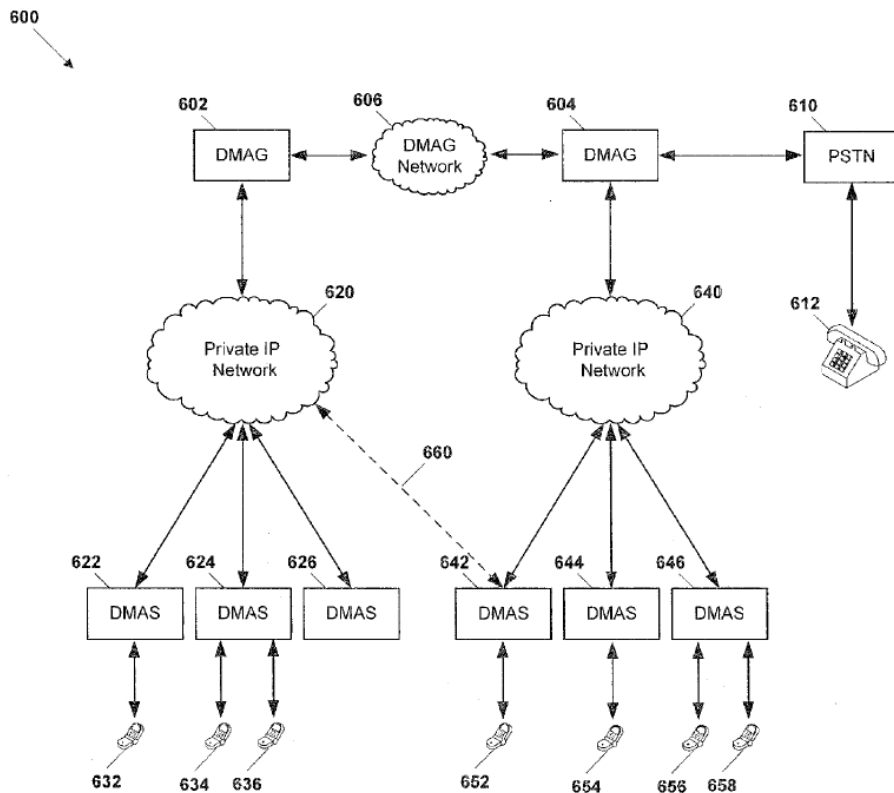 600
602
606
604
610
DMAG
DMAG
Network
DMAG
PSTN
620
640
612
Private IP
Network
Private IP
Network
660
622
624
626
642
644
646
DMAS
DMAS
DMAS
DMAS
DMAS
DMAS
632
634
636
652
654
656
658